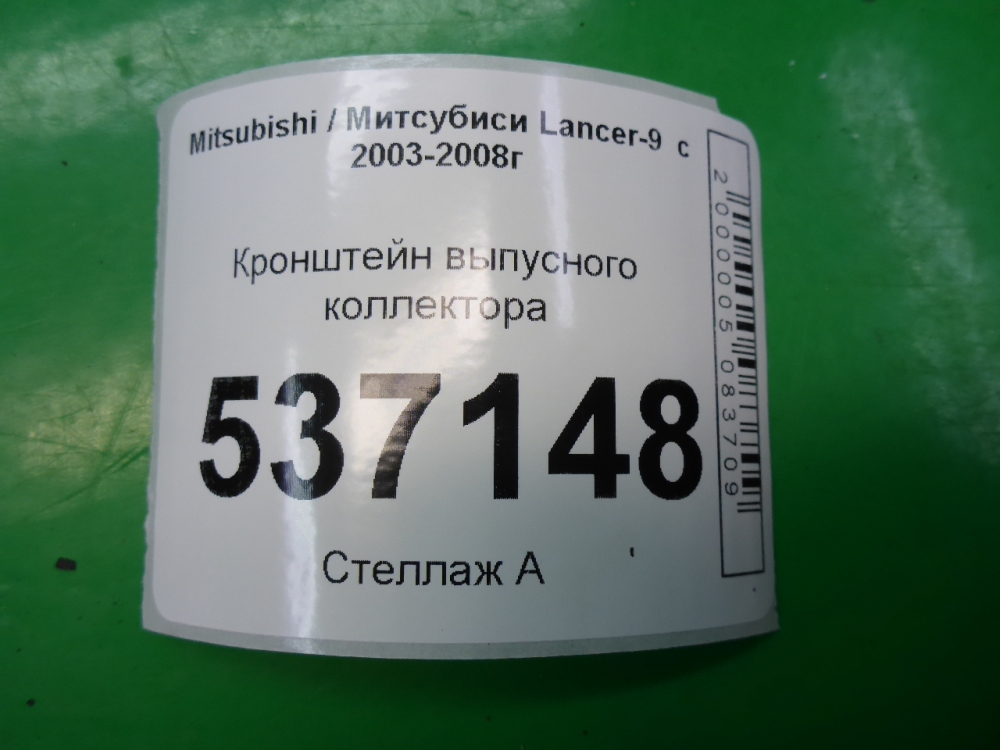 Mitsubishi / Митсубиси Lancer-9 с
2003-2008г
Кронштейн выпусного
коллектора
537148
Стеллаж А
2000005083709